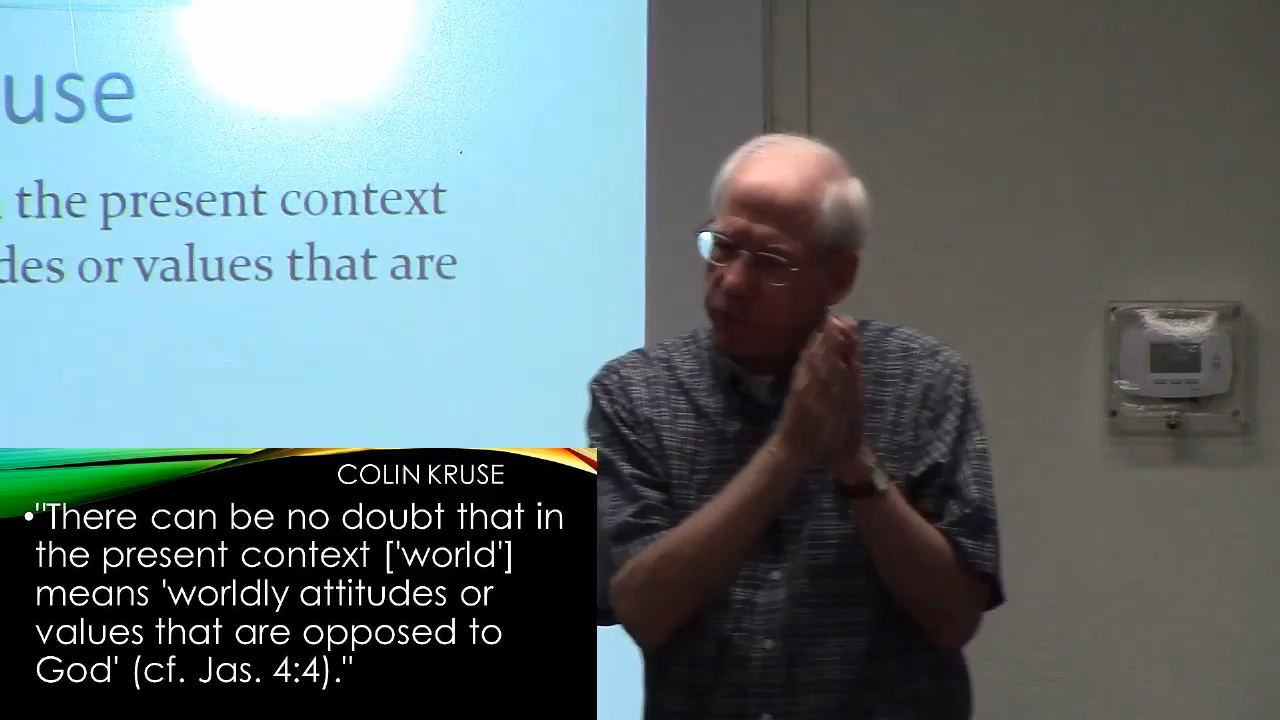 use
the present context
des or values that are
COLIN KRUSE
•"There can be no doubt that in
the present context ['world']
means 'worldly attitudes or
values that are opposed to
God' (cf. Jas. 4:4)."